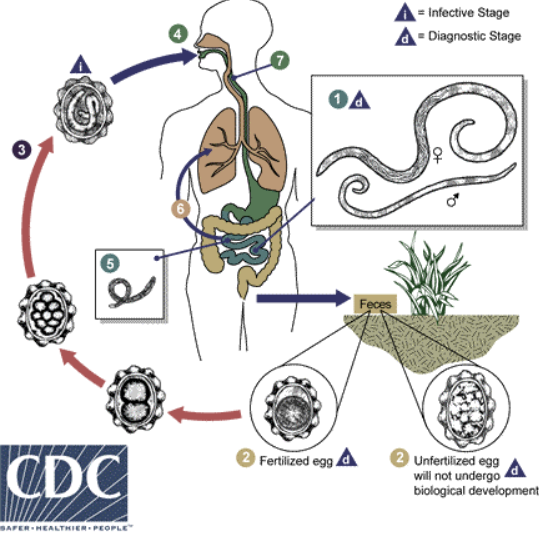 i = Infective Stage
d = Diagnostic Stage
4
7
i
1 d
♀
♂
3
6
5
Feces
2 Fertilized egg d
2 Unfertilized egg
will not undergo d
biological development
CDC
SAFER • HEALTHIER • PEOPLE™